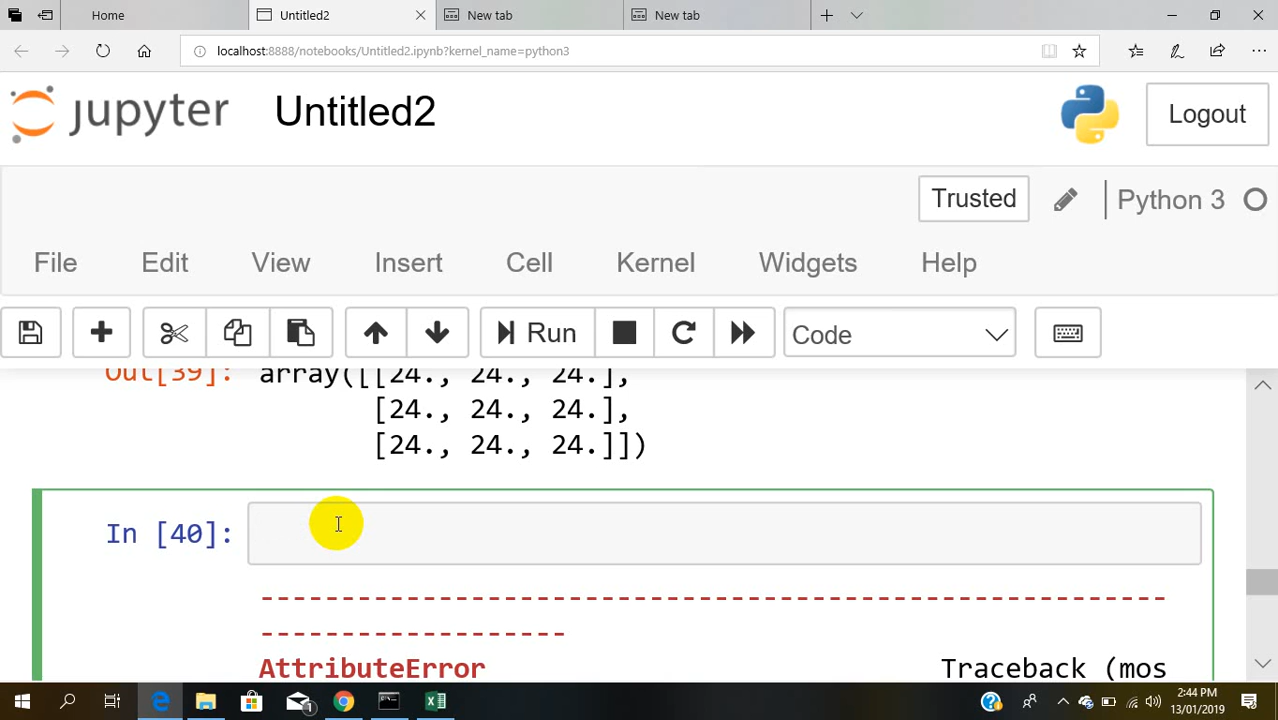 Home
Untitled2
New tab
New tab
localhost:8888/notebooks/Untitled2.ipynb?kernel_name=python3
jupyter Untitled2
Logout
Trusted
Python 3
File Edit View Insert Cell Kernel Widgets Help
Run
Code
Out[39]: array([[24., 24., 24.],
[24., 24., 24.],
[24., 24., 24.]])
In [40]:
--------------------------------------------------------
-------------------
AttributeError Traceback (mos
1
2:44 PM
13/01/2019